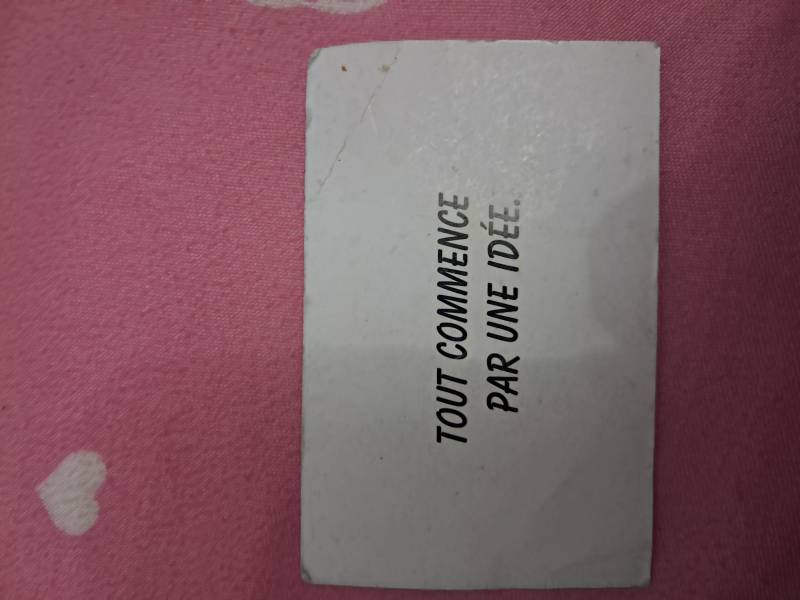 TOUT COMMENCE
PAR UNE IDÉE.